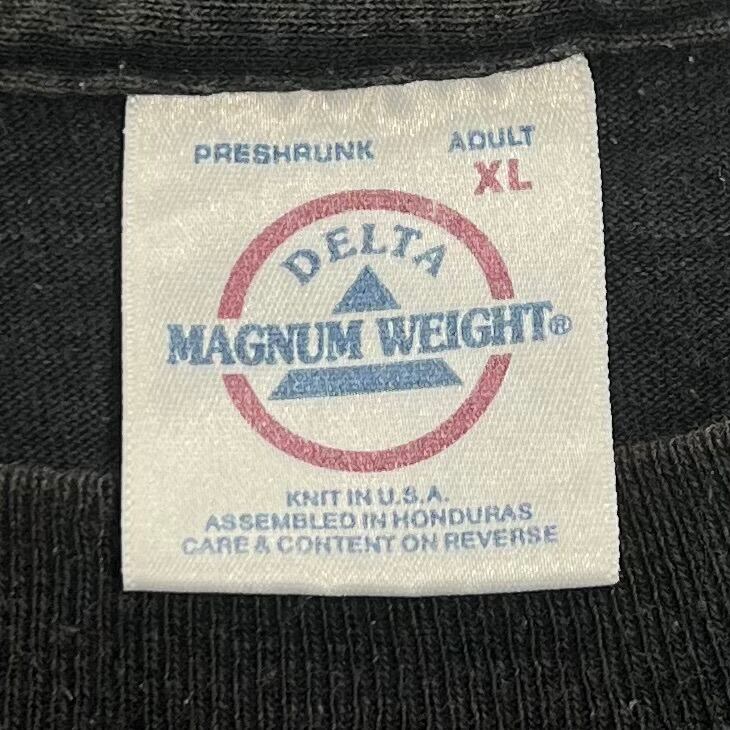 PRESHRUNK ADULT
XL
DELTA
MAGNUM WEIGHT®
KNIT IN U.S.A.
ASSEMBLED IN HONDURAS
CARE & CONTENT ON REVERSE